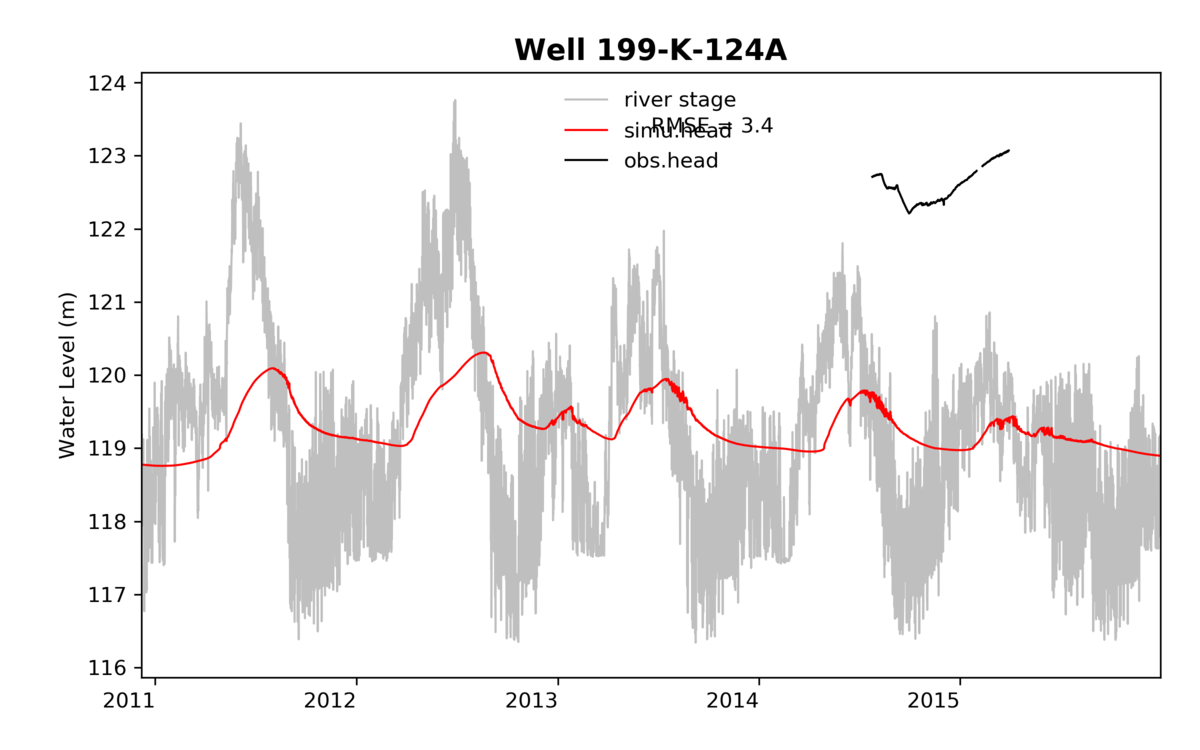 Well 199-K-124A
river stage
simu.head
RMSE = 3.4
obs.head
Water Level (m)
124
123
122
121
120
119
118
117
116
2011
2012
2013
2014
2015